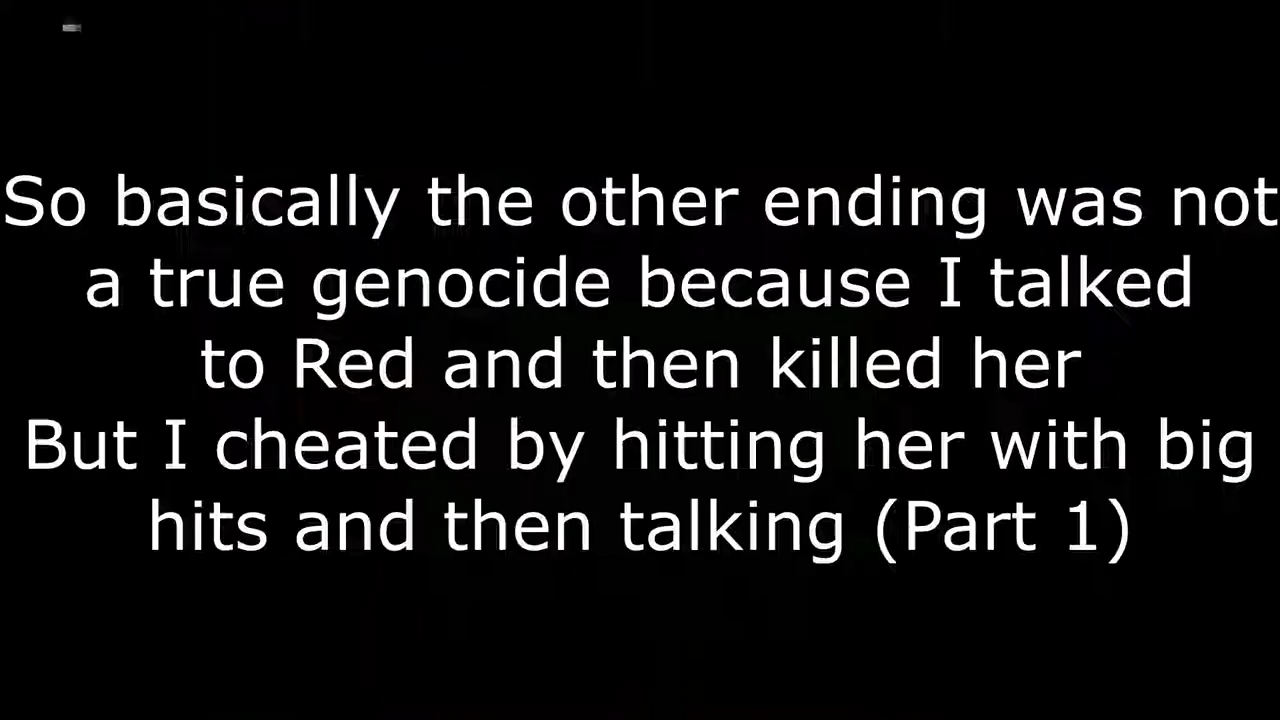 So basically the other ending was not
a true genocide because I talked
to Red and then killed her
But I cheated by hitting her with big
hits and then talking (Part 1)